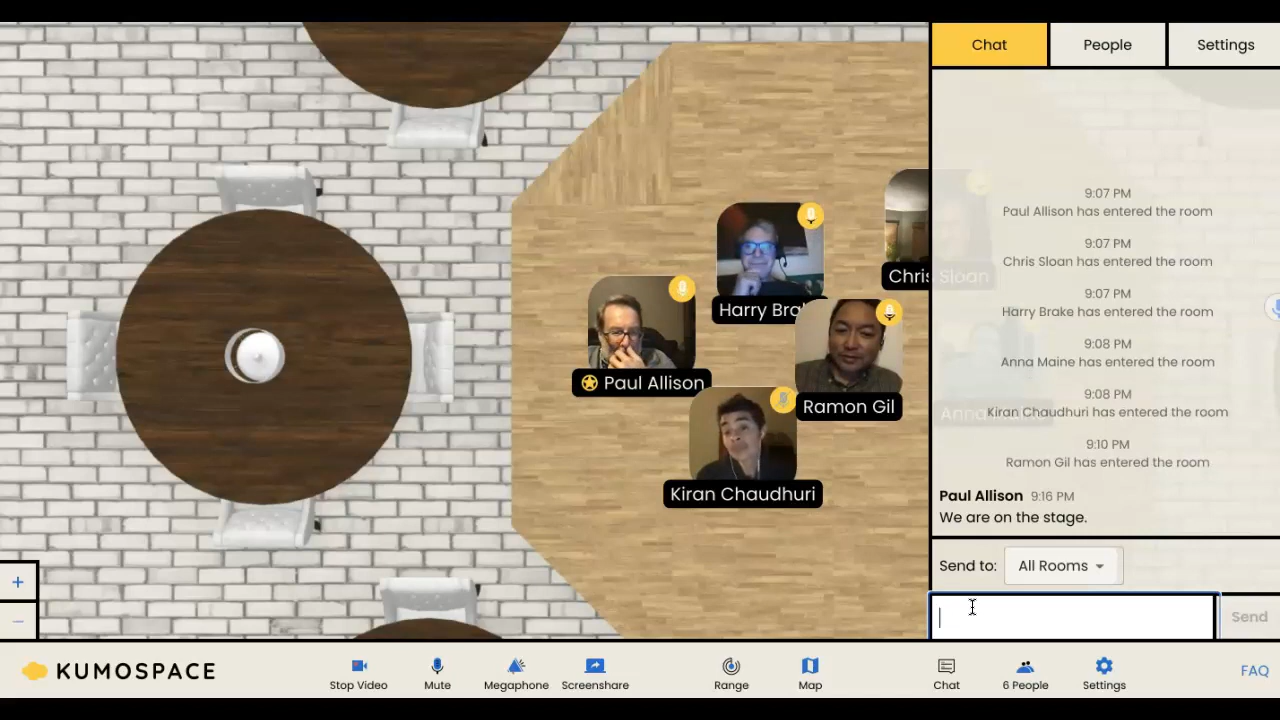 Chat
People
Settings
9:07 PM
Paul Allison has entered the room
9:07 PM
Chris Sloan has entered the room
9:07 PM
Harry Brake has entered the room
9:08 PM
Anna Maine has entered the room
9:08 PM
Kiran Chaudhuri has entered the room
9:10 PM
Ramon Gil has entered the room
Paul Allison 9:16 PM
We are on the stage.
Send to: All Rooms
Send
Chris Sloan
Harry Bra
Paul Allison
Ramon Gil
Anna
Kiran Chaudhuri
+
−
KUMOSPACE
Stop Video
Mute
Megaphone
Screenshare
Range
Map
Chat
6 People
Settings
FAQ